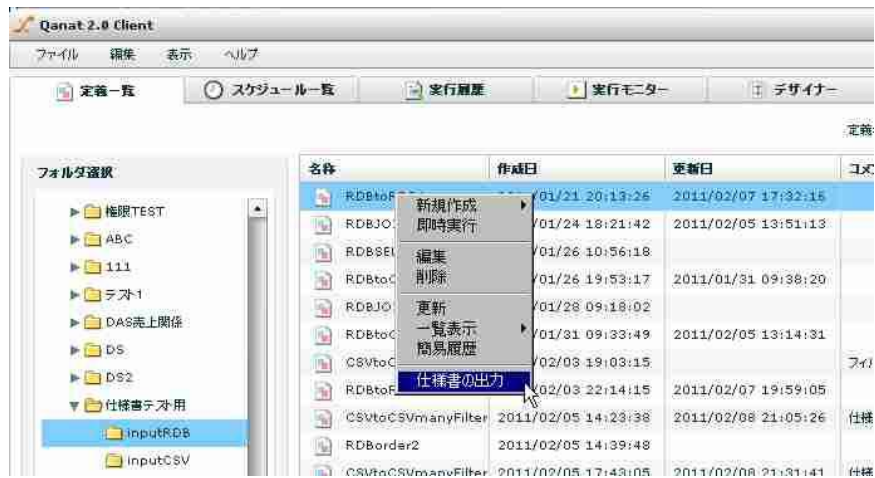 Qanat 2.0 Client
ファイル 編集 表示 ヘルプ
定義一覧 スケジュール一覧 実行履歴 実行モニター デザイナー
フォルダ選択
権限TEST
ABC
111
テスト1
DAS売上関係
DS
DS2
仕様書テスト用
inputRDB
inputCSV
名称 作成日 更新日
01/21 20:13:26 2011/02/07 17:32:16
01/24 18:21:42 2011/02/05 13:51:13
01/26 10:56:18
01/26 19:53:17 2011/01/31 09:38:20
01/28 09:18:02
01/31 09:33:49 2011/02/05 13:14:31
02/03 19:03:15
02/03 22:14:15 2011/02/07 19:59:05
CSVtoCSVmanyFilter 2011/02/05 14:23:38 2011/02/08 21:05:26 仕様
RDBorder2 2011/02/05 14:39:48
CSVtoCSVmanyFilter 2011/02/05 17:43:05 2011/02/08 21:31:41 仕様
新規作成
即時実行
編集
削除
更新
一覧表示
簡易履歴
仕様書の出力